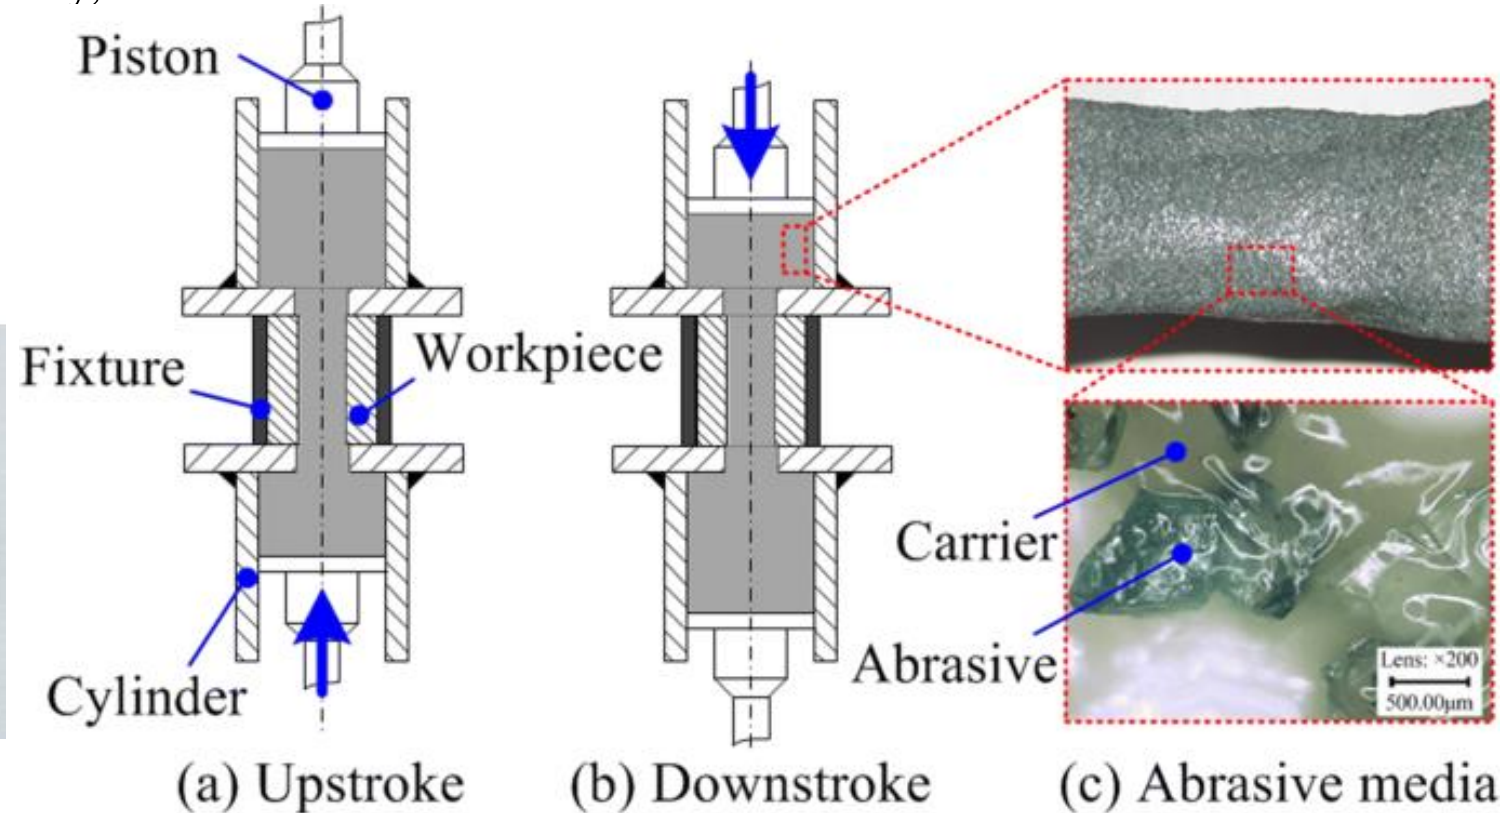 Piston
Fixture
Workpiece
Cylinder
Carrier
Abrasive
Lens: ×200
500.00μm
(a) Upstroke
(b) Downstroke
(c) Abrasive media